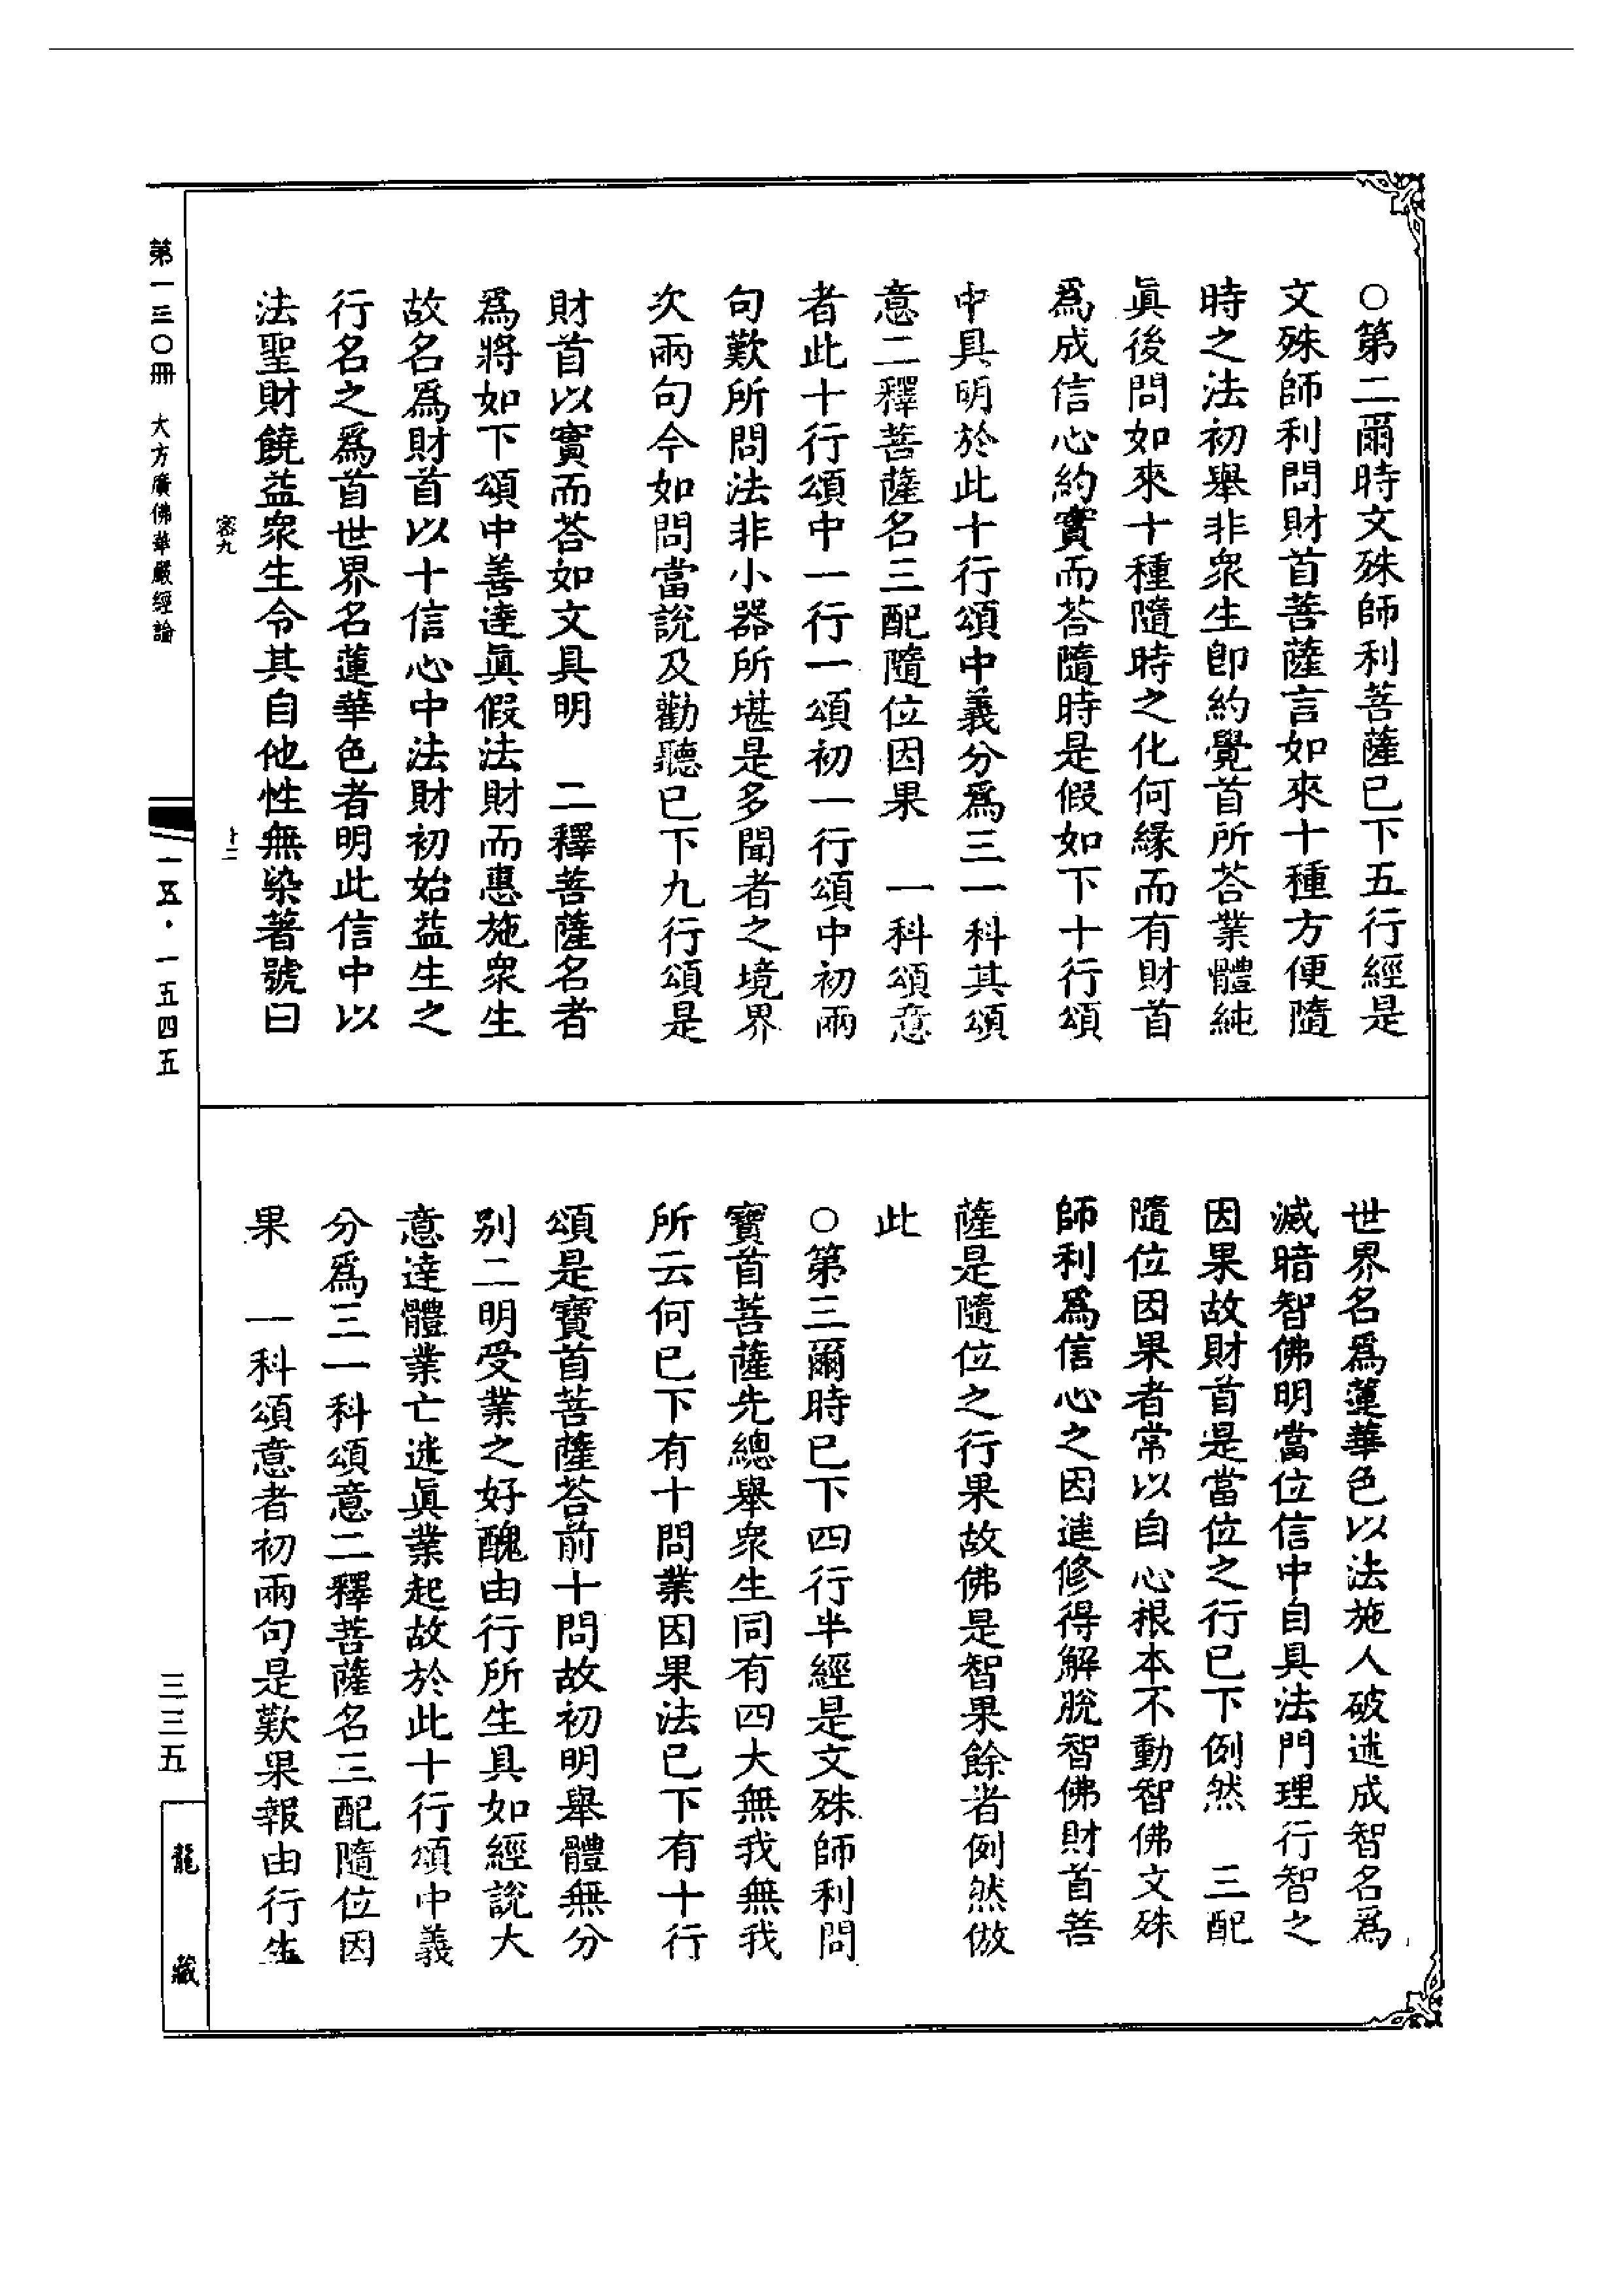 ○第二爾時文殊師利菩薩已下五行經是
文殊師利問財首菩薩言如來十種方便隨
時之法初舉非衆生即約覺首所荅業體純
眞後問如來十種隨時之化何緣而有財首
爲成信心約實而荅隨時是假如下十行頌
中具明於此十行頌中義分爲三一科其頌
意二釋菩薩名三配隨位因果　一科頌意
者此十行頌中一行一頌初一行頌中初兩
句歎所問法非小器所堪是多聞者之境界
次兩句今如問當說及勸聽已下九行頌是
財首以實而荅如文具明　二釋菩薩名者
爲將如下頌中善達眞假法財而惠施衆生
故名爲財首以十信心中法財初始益生之
行名之爲首世界名蓮華色者明此信中以
法聖財饒益衆生令其自他性無染著號曰
世界名爲蓮華色以法施人破迷成智名爲
滅暗智佛明當位信中自具法門理行智之
因果故財首是當位之行已下例然　三配
隨位因果者常以自心根本不動智佛文殊
師利爲信心之因進修得解脫智佛財首菩
薩是隨位之行果故佛是智果餘者例然倣
此
○第三爾時已下四行半經是文殊師利問
寶首菩薩先總舉衆生同有四大無我無我
所云何已下有十問業因果法已下有十行
頌是寶首菩薩荅前十問故初明舉體無分
别二明受業之好醜由行所生具如經說大
意達體業亡迷眞業起故於此十行頌中義
分爲三一科頌意二釋菩薩名三配隨位因
果　一科頌意者初兩句是歎果報由行生
密九
十二
第一三〇冊　大方廣佛華嚴經論
一五·一五四五
三三五
龍藏